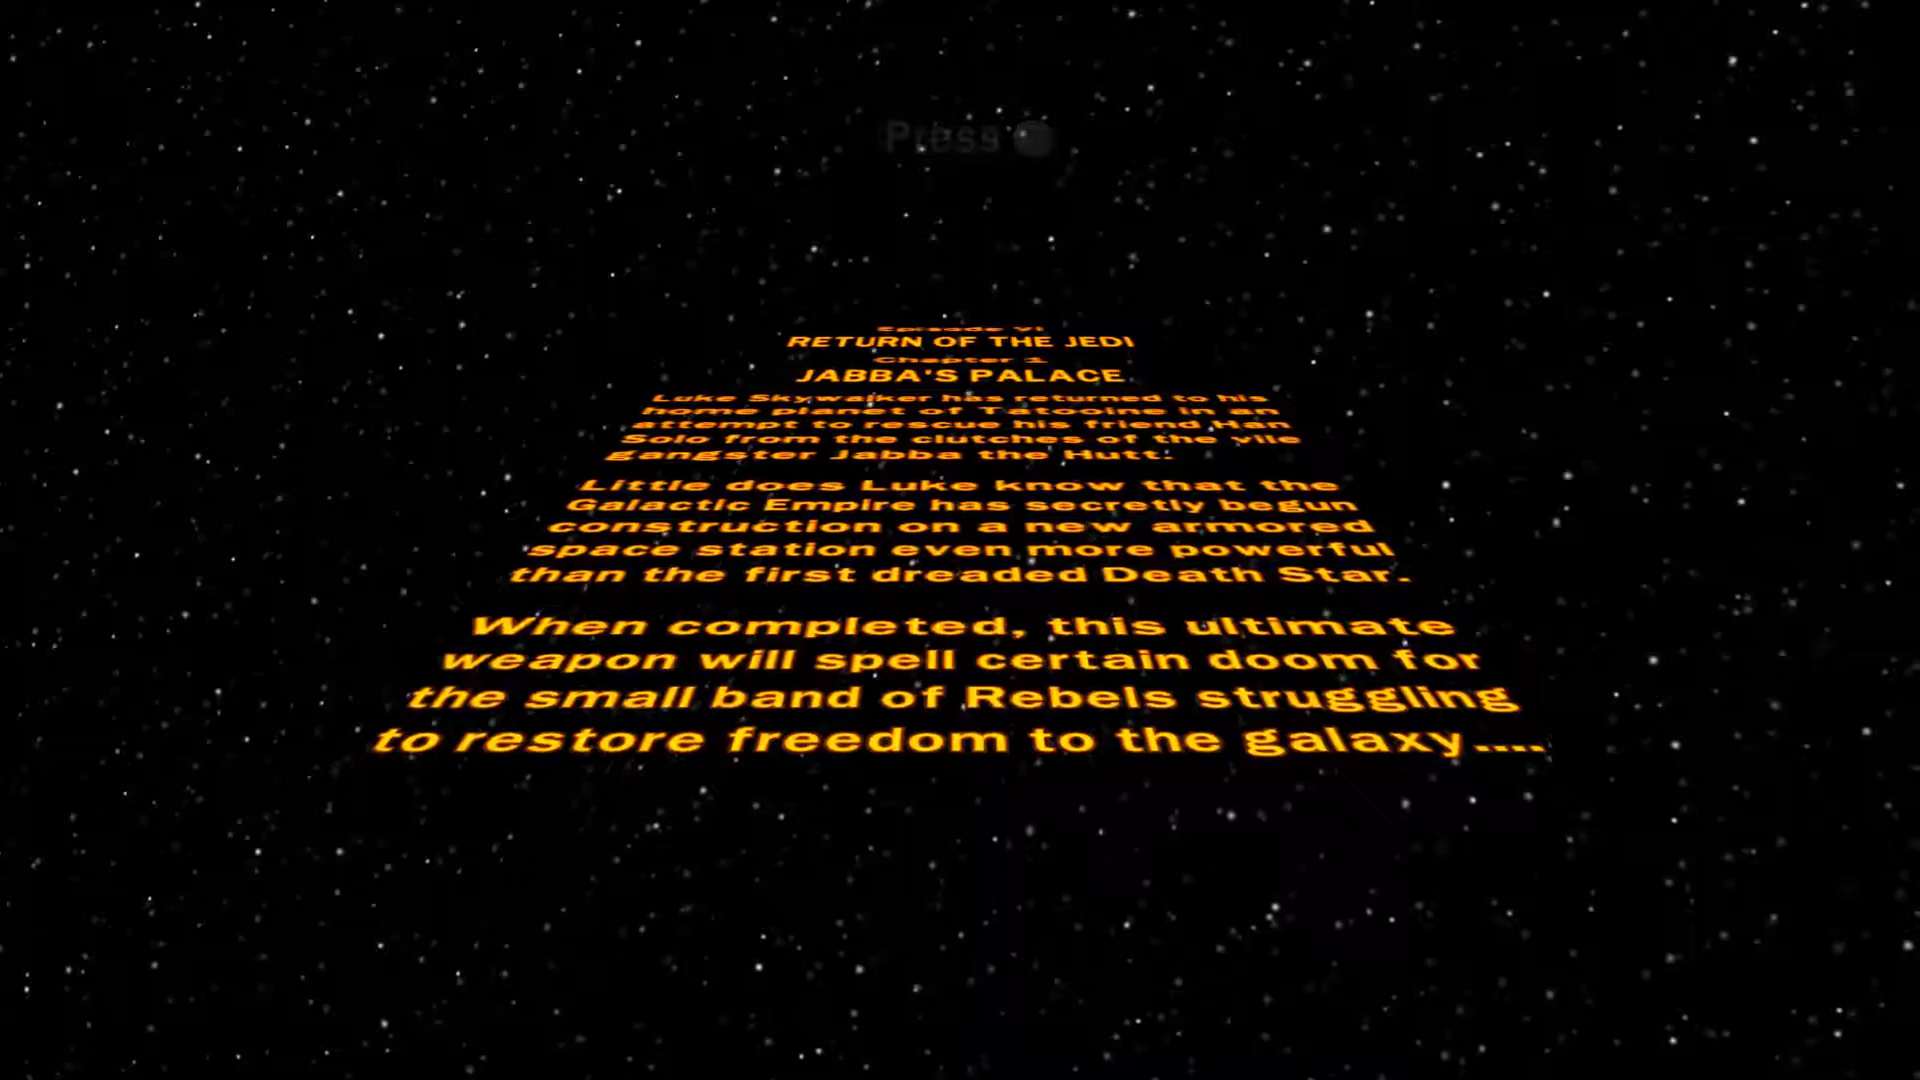 Press
Episode VI
RETURN OF THE JEDI
Chapter 1
JABBA'S PALACE
Luke Skywalker has returned to his
home planet of Tatooine in an
attempt to rescue his friend Han
Solo from the clutches of the vile
gangster Jabba the Hutt.
Little does Luke know that the
Galactic Empire has secretly begun
construction on a new armored
space station even more powerful
than the first dreaded Death Star.
When completed, this ultimate
weapon will spell certain doom for
the small band of Rebels struggling
to restore freedom to the galaxy....